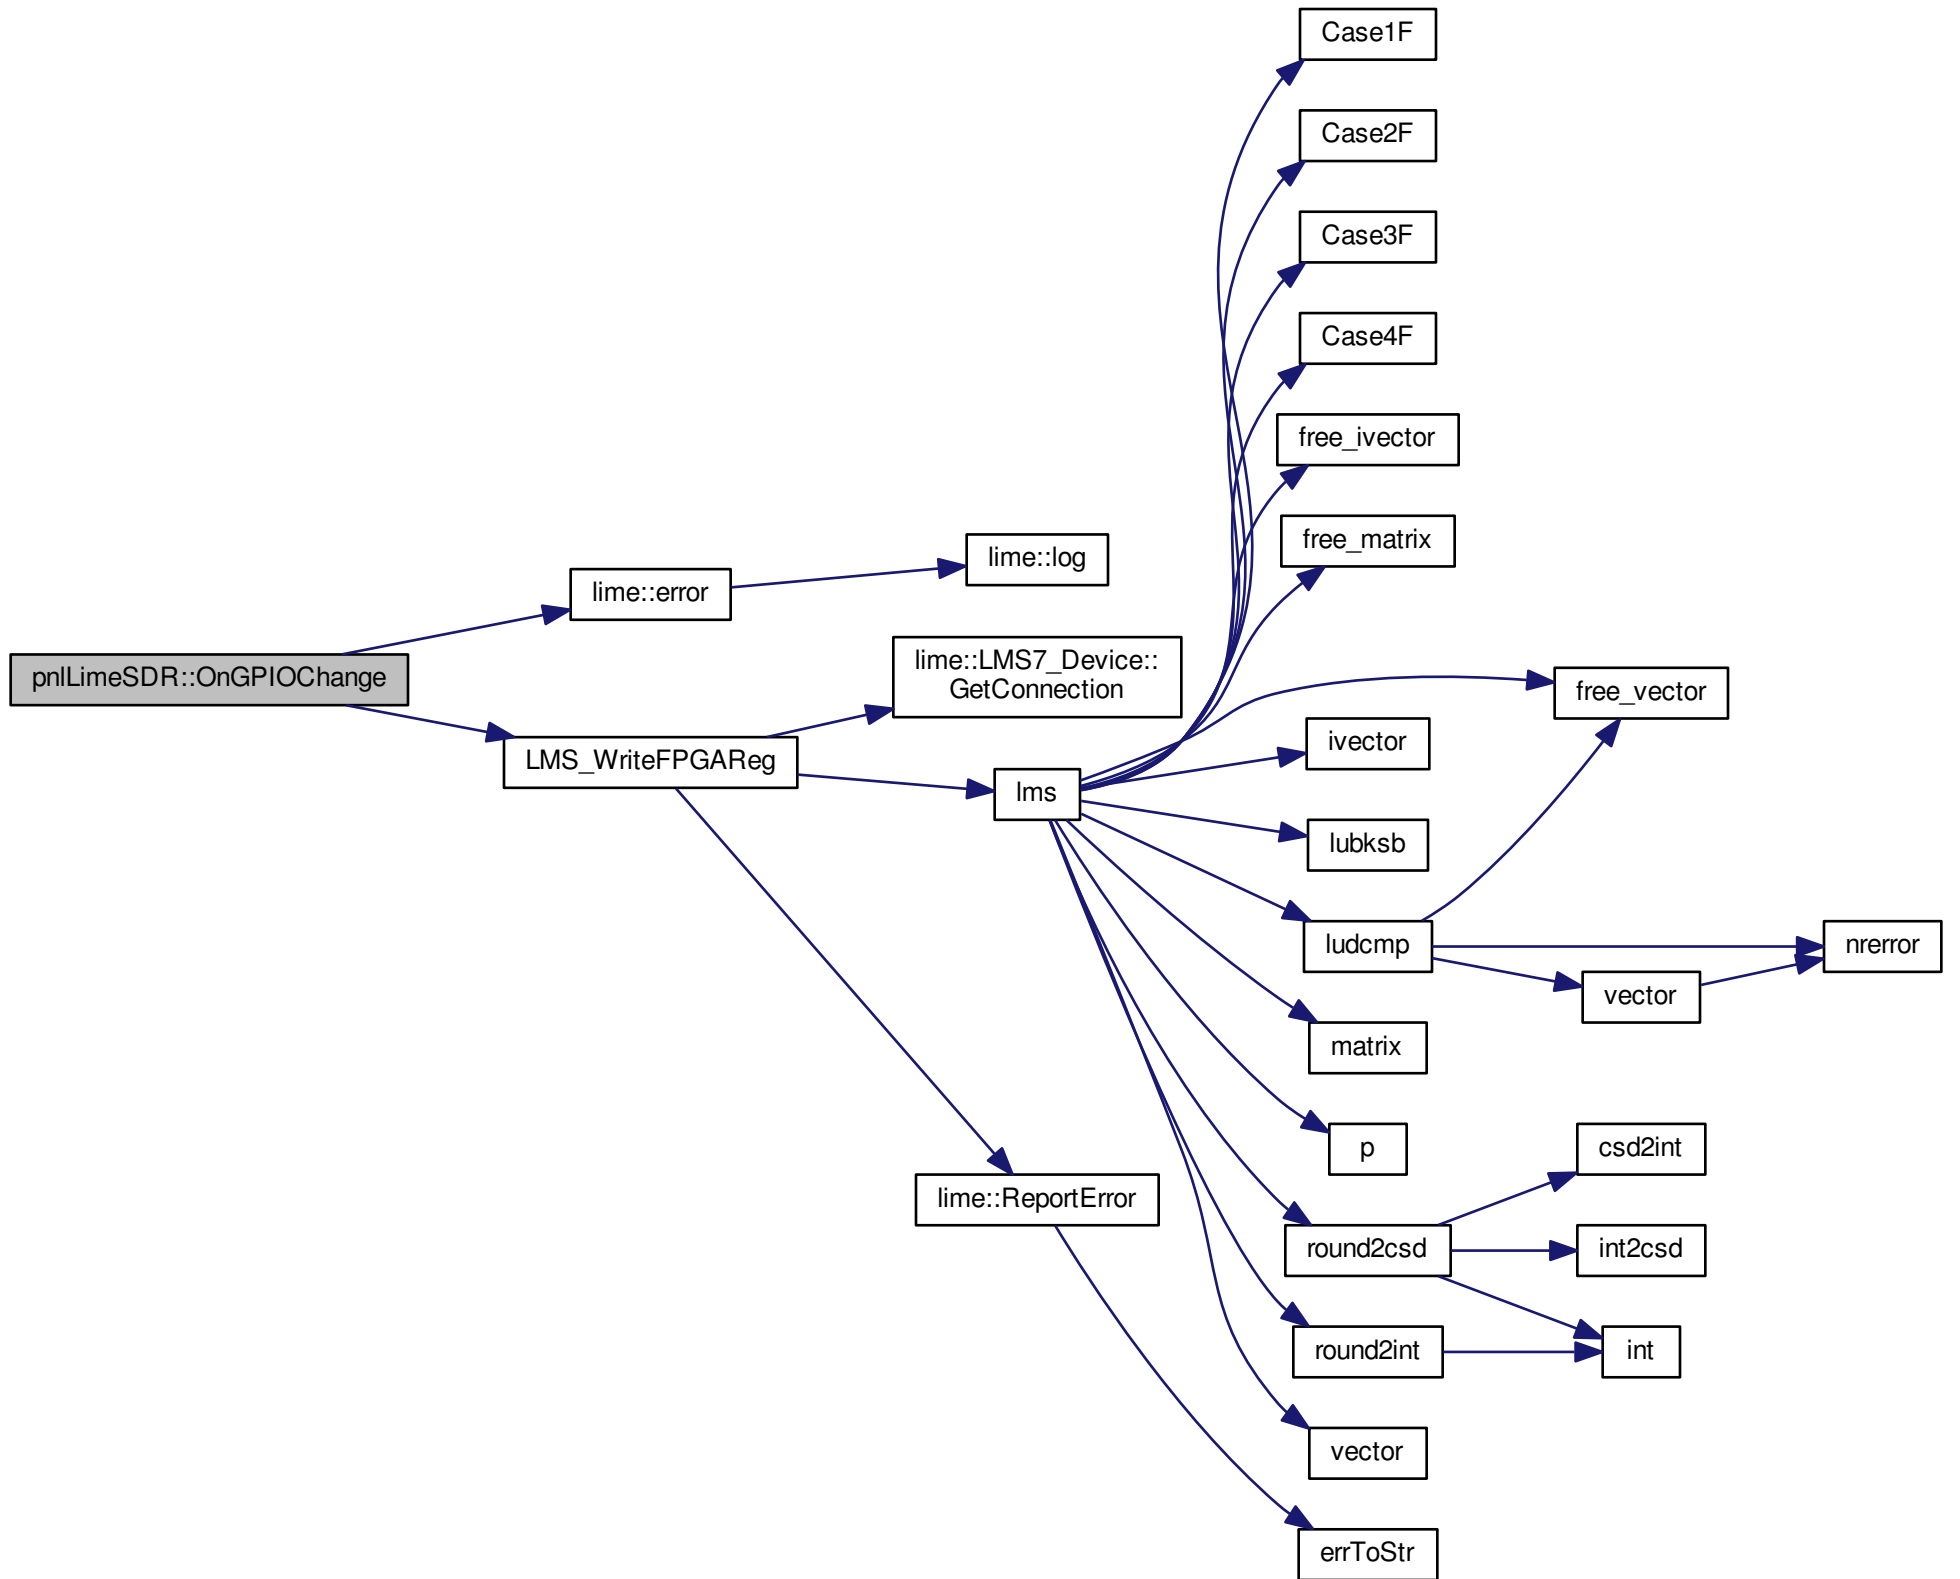 Case1F
Case2F
Case3F
Case4F
free_ivector
free_matrix
lime::log
lime::error
lime::LMS7_Device::
GetConnection
pnlLimeSDR::OnGPIOChange
free_vector
ivector
LMS_WriteFPGAReg
lms
lubksb
ludcmp
nrerror
vector
matrix
p
csd2int
lime::ReportError
round2csd
int2csd
round2int
int
vector
errToStr